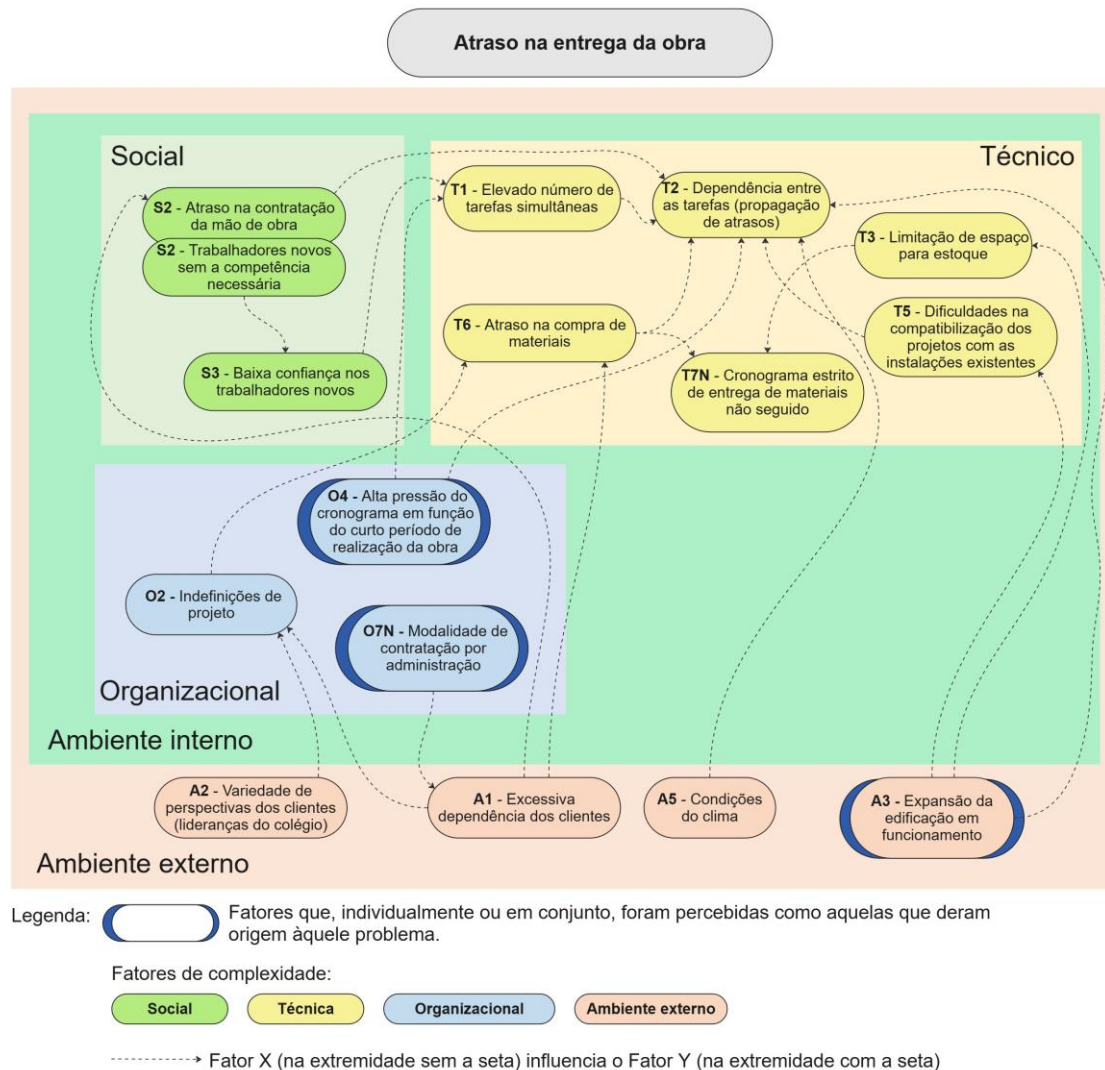 Atraso na entrega da obra
Social
Técnico
S2 - Atraso na contratação
da mão de obra
S2 - Trabalhadores novos
sem a competência
necessária
S3 - Baixa confiança nos
trabalhadores novos
T1 - Elevado número de
tarefas simultâneas
T2 - Dependência entre
as tarefas (propagação
de atrasos)
T3 - Limitação de espaço
para estoque
T6 - Atraso na compra de
materiais
T5 - Dificuldades na
compatibilização dos
projetos com as
instalações existentes
T7N - Cronograma estrito
de entrega de materiais
não seguido
O4 - Alta pressão do
cronograma em função
do curto período de
realização da obra
O2 - Indefinições de
projeto
O7N - Modalidade de
contratação por
administração
Organizacional
Ambiente interno
A2 - Variedade de
perspectivas dos clientes
(lideranças do colégio)
A1 - Excessiva
dependência dos clientes
A5 - Condições
do clima
A3 - Expansão da
edificação em
funcionamento
Ambiente externo
Legenda:
Fatores que, individualmente ou em conjunto, foram percebidas como aquelas que deram
origem àquele problema.
Fatores de complexidade:
Social
Técnica
Organizacional
Ambiente externo
Fator X (na extremidade sem a seta) influencia o Fator Y (na extremidade com a seta)